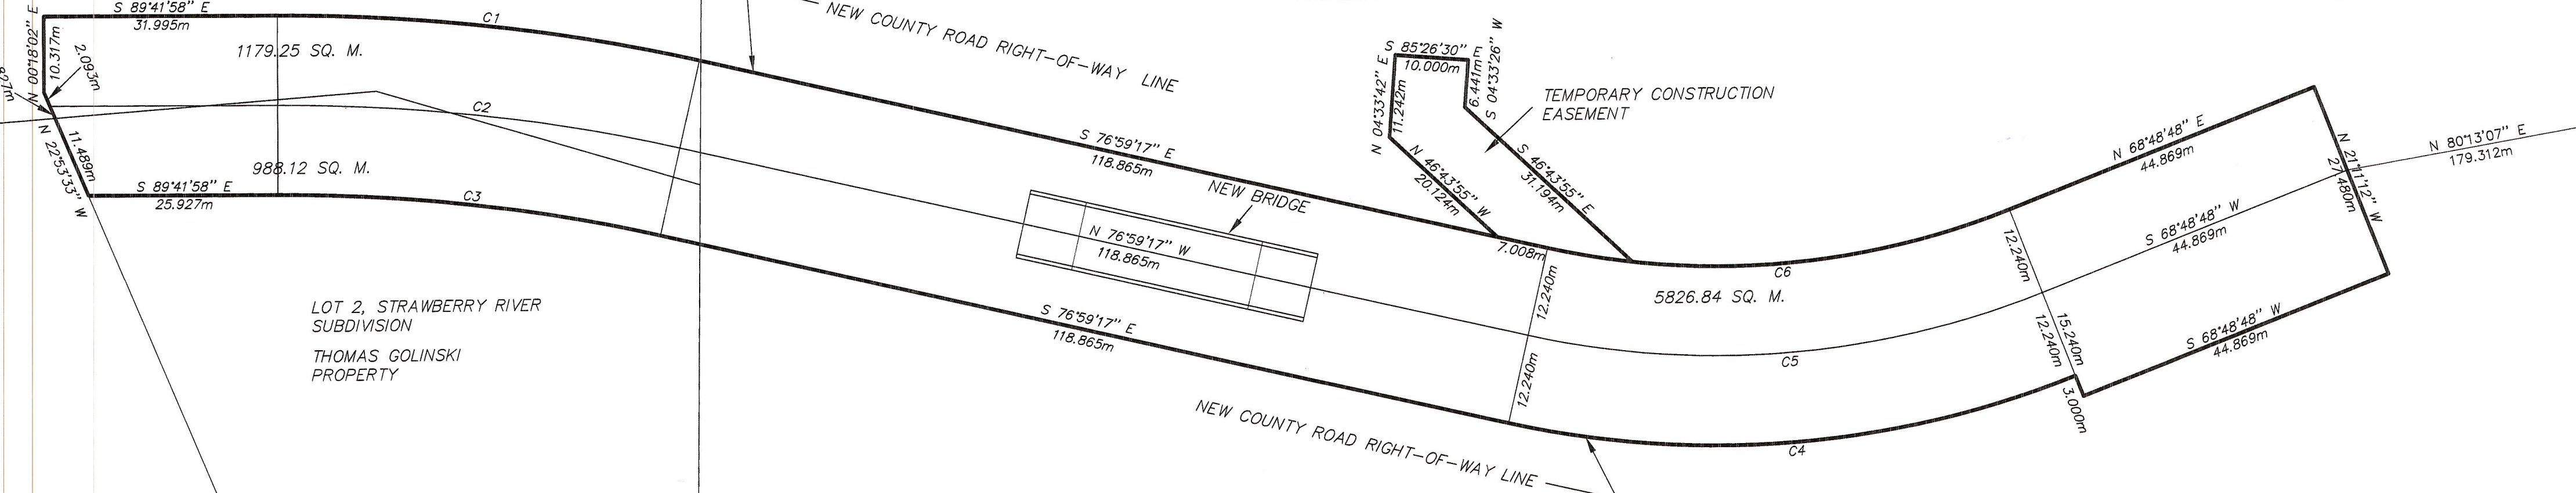 S 89°41'58" E
31.995m
C1
N 00°18'02" E
10.317m
2.093m
27m
1179.25 SQ. M.
C2
N 22°53'33" W
11.489m
988.12 SQ. M.
S 89°41'58" E
25.927m
C3
LOT 2, STRAWBERRY RIVER
SUBDIVISION
THOMAS GOLINSKI
PROPERTY
NEW COUNTY ROAD RIGHT-OF-WAY LINE
S 76°59'17" E
118.865m
NEW BRIDGE
N 76°59'17" W
118.865m
S 76°59'17" E
118.865m
NEW COUNTY ROAD RIGHT-OF-WAY LINE
S 85°26'30" E
10.000m
N 04°33'42" E
11.242m
6.441m
S 04°33'26" W
TEMPORARY CONSTRUCTION
EASEMENT
N 46°43'55" W
20.124m
S 46°43'55" E
31.194m
7.008m
12.240m
12.240m
C6
5826.84 SQ. M.
C5
C4
N 68°48'48" E
44.869m
S 68°48'48" W
44.869m
S 68°48'48" W
44.869m
12.240m
15.240m
12.240m
3.000m
N 21°11'12" W
27.480m
N 80°13'07" E
179.312m